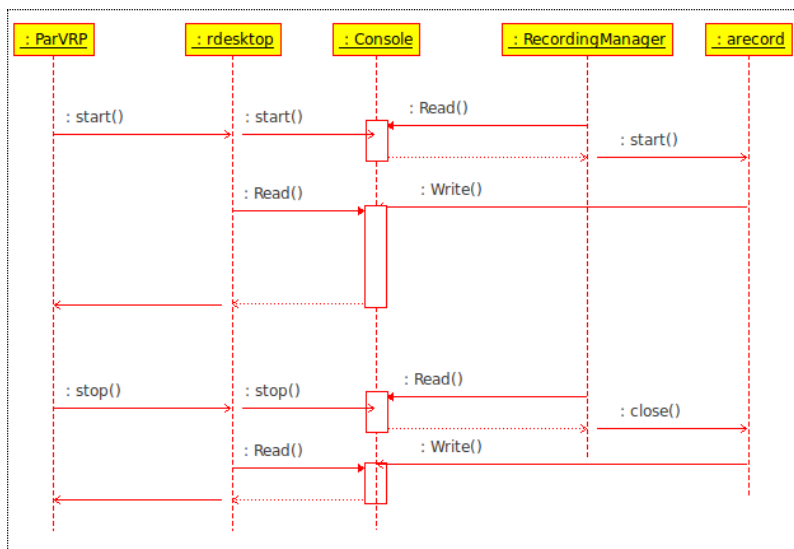 : ParVRP
: rdesktop
: Console
: RecordingManager
: arecord
: start()
: start()
: Read()
: start()
: Read()
: Write()
: stop()
: stop()
: Read()
: close()
: Read()
: Write()